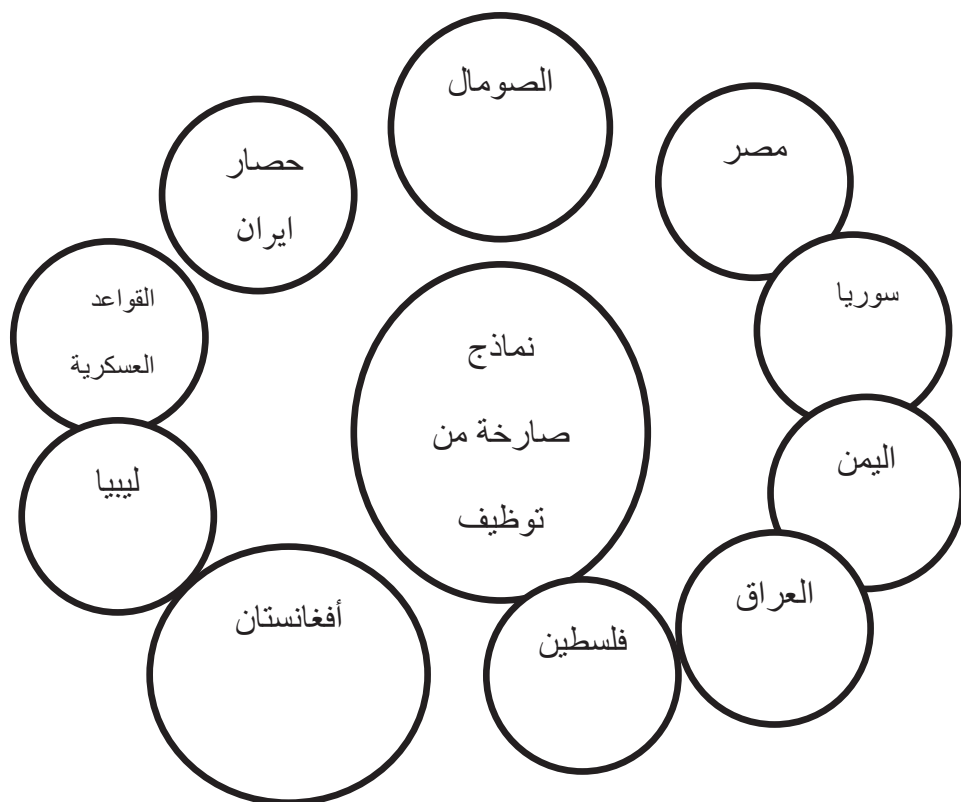 الصومال
مصر
حصار
ايران
سوريا
القواعد
العسكرية
نماذج
صارخة من
توظيف
اليمن
ليبيا
العراق
أفغانستان
فلسطين